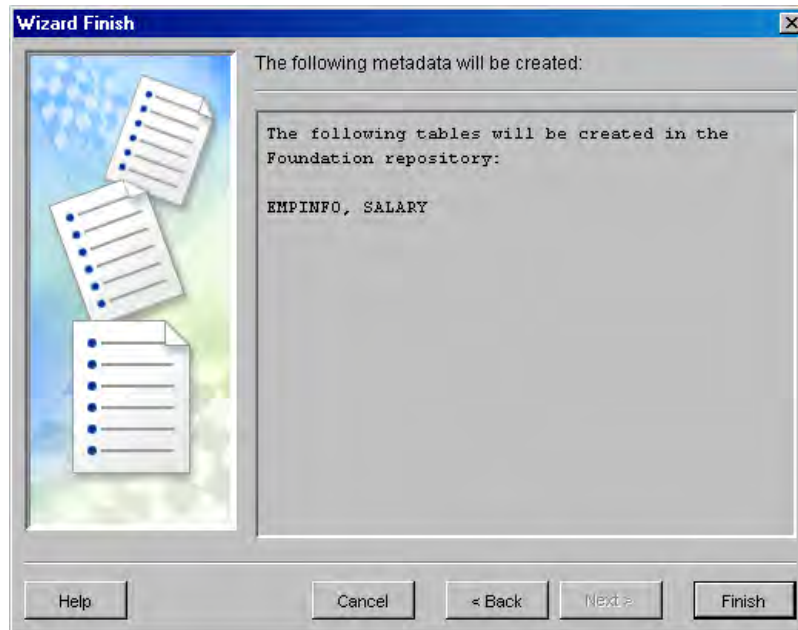 Wizard Finish
The following metadata will be created:
The following tables will be created in the
Foundation repository:
EMPINFO, SALARY
Help
Cancel
< Back
Next >
Finish